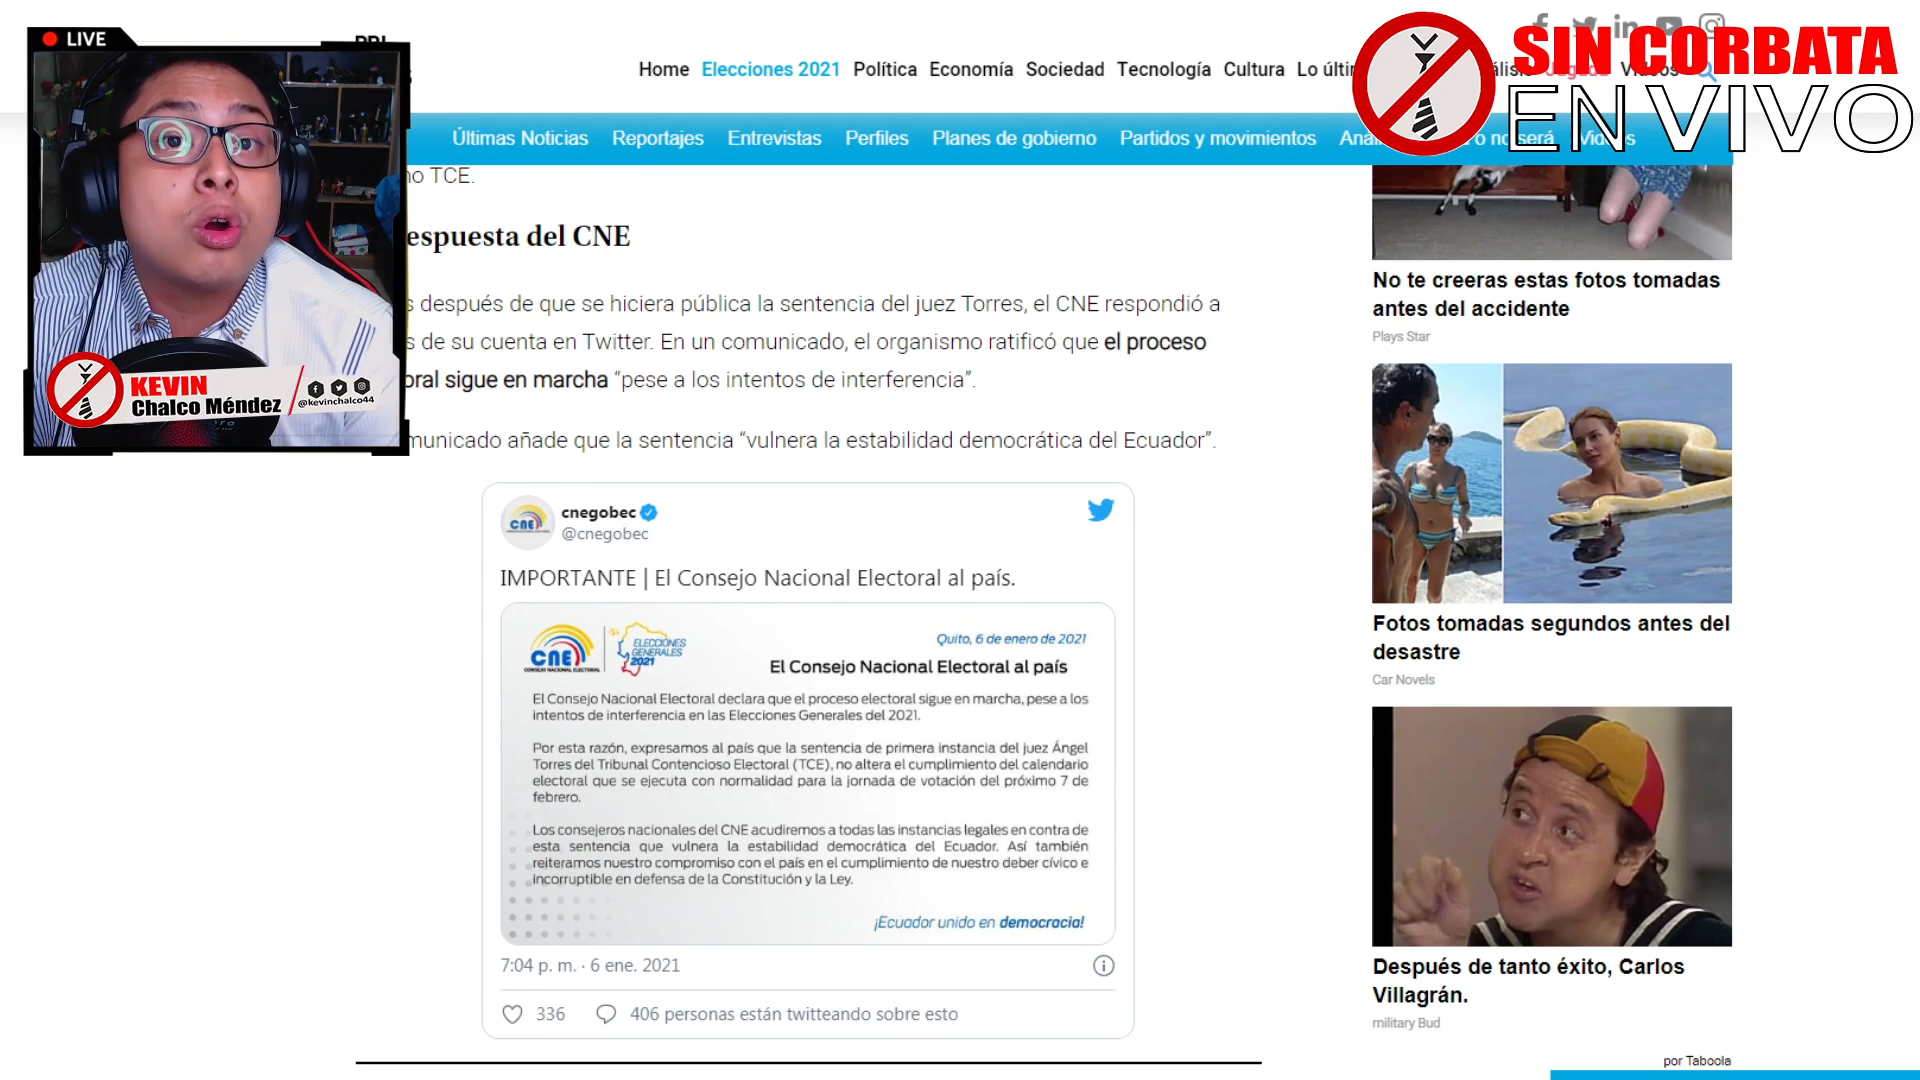 LIVE
SIN CORBATA
EN VIVO
Home Elecciones 2021 Política Economía Sociedad Tecnología Cultura
Últimas Noticias Reportajes Entrevistas Perfiles Planes de gobierno Partidos y movimientos
no TCE.
espuesta del CNE
s después de que se hiciera pública la sentencia del juez Torres, el CNE respondió a
s de su cuenta en Twitter. En un comunicado, el organismo ratificó que el proceso
oral sigue en marcha “pese a los intentos de interferencia”.
municado añade que la sentencia “vulnera la estabilidad democrática del Ecuador”.
KEVIN
Chalco Méndez
@kevinchalco44
cnegobec
@cnegobec
IMPORTANTE | El Consejo Nacional Electoral al país.
CNE
CONSEJO NACIONAL ELECTORAL
ELECCIONES
GENERALES
2021
Quito, 6 de enero de 2021
El Consejo Nacional Electoral al país
El Consejo Nacional Electoral declara que el proceso electoral sigue en marcha, pese a los
intentos de interferencia en las Elecciones Generales del 2021.
Por esta razón, expresamos al país que la sentencia de primera instancia del juez Ángel
Torres del Tribunal Contencioso Electoral (TCE), no altera el cumplimiento del calendario
electoral que se ejecuta con normalidad para la jornada de votación del próximo 7 de
febrero.
Los consejeros nacionales del CNE acudiremos a todas las instancias legales en contra de
esta sentencia que vulnera la estabilidad democrática del Ecuador. Así también
reiteramos nuestro compromiso con el país en el cumplimiento de nuestro deber cívico e
incorruptible en defensa de la Constitución y la Ley.
¡Ecuador unido en democracia!
7:04 p. m. · 6 ene. 2021
336
406 personas están twitteando sobre esto
No te creeras estas fotos tomadas
antes del accidente
Plays Star
Fotos tomadas segundos antes del
desastre
Car Novels
Después de tanto éxito, Carlos
Villagrán.
military Bud
por Taboola